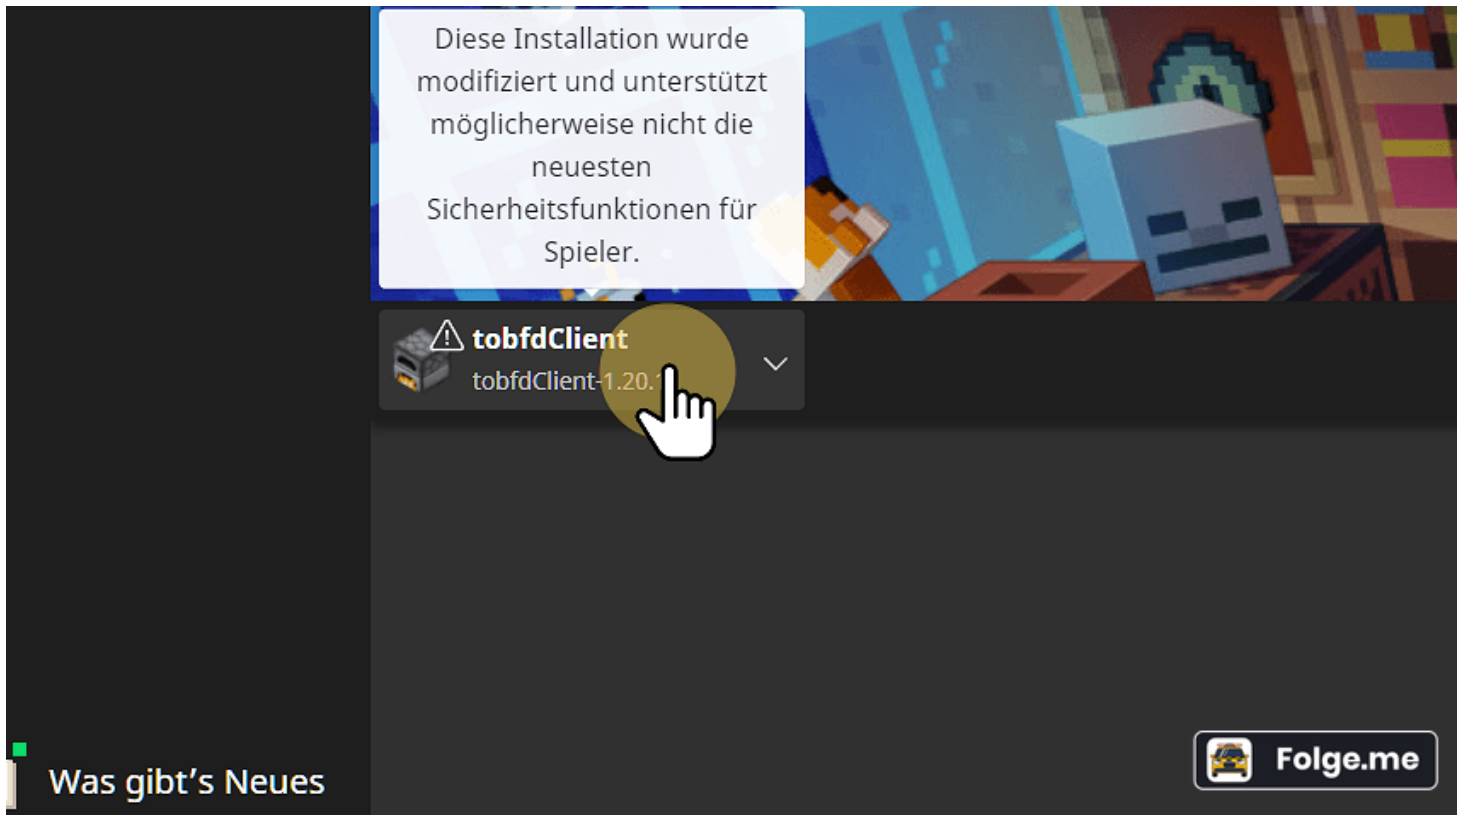 Diese Installation wurde
modifiziert und unterstützt
möglicherweise nicht die
neuesten
Sicherheitsfunktionen für
Spieler.
tobfdClient
tobfdClient-1.20.
Was gibt’s Neues
Folge.me